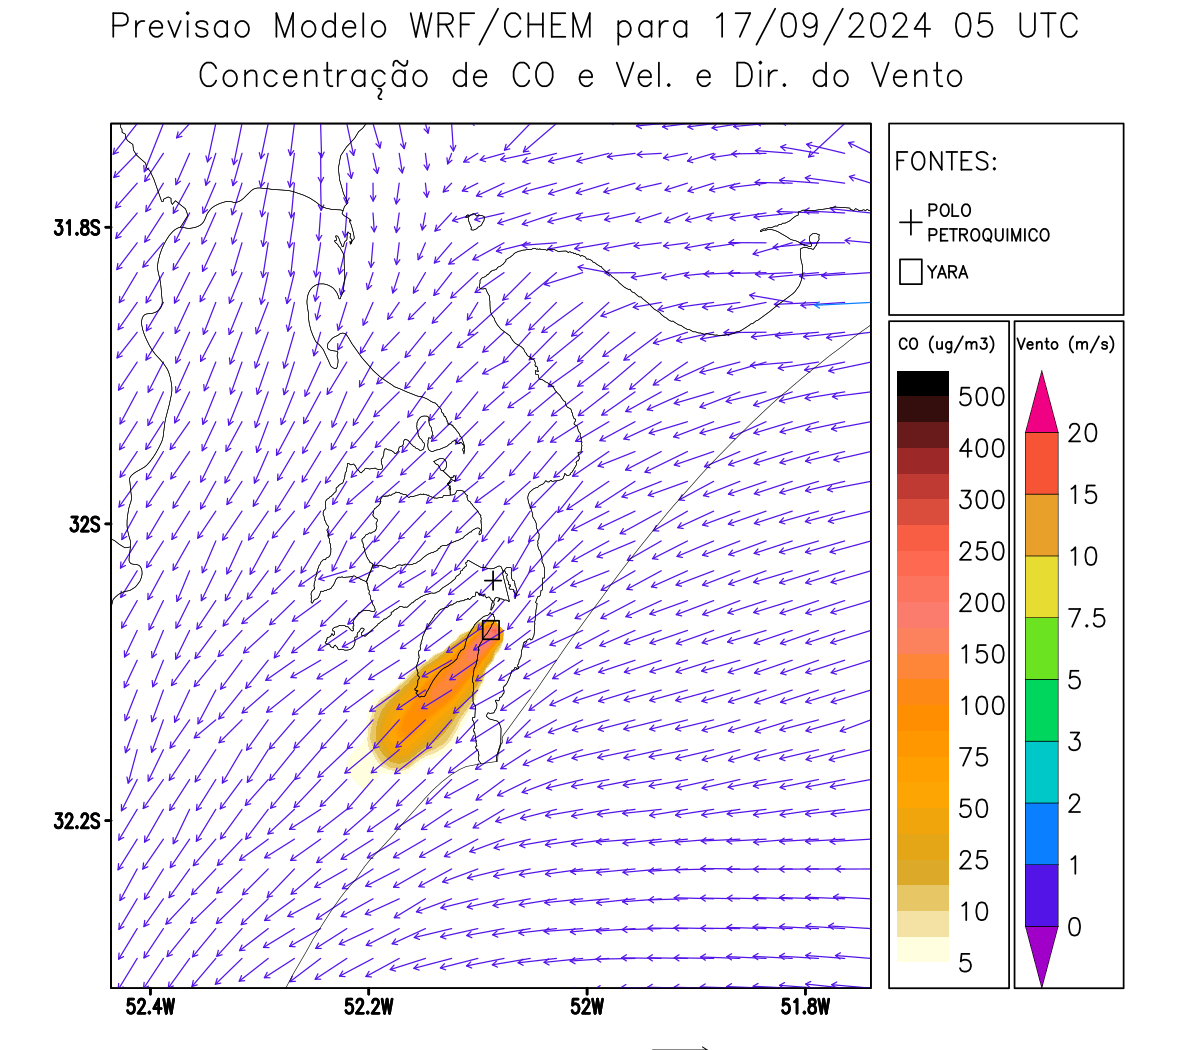 Previsao Modelo WRF/CHEM para 17/09/2024 05 UTC
Concentração de CO e Vel. e Dir. do Vento
FONTES:
POLO
PETROQUIMICO
YARA
CO (ug/m3)
500
400
300
250
200
150
100
75
50
25
10
5
Vento (m/s)
20
15
10
7.5
5
3
2
1
0
31.8S
32S
32.2S
52.4W
52.2W
52W
51.8W